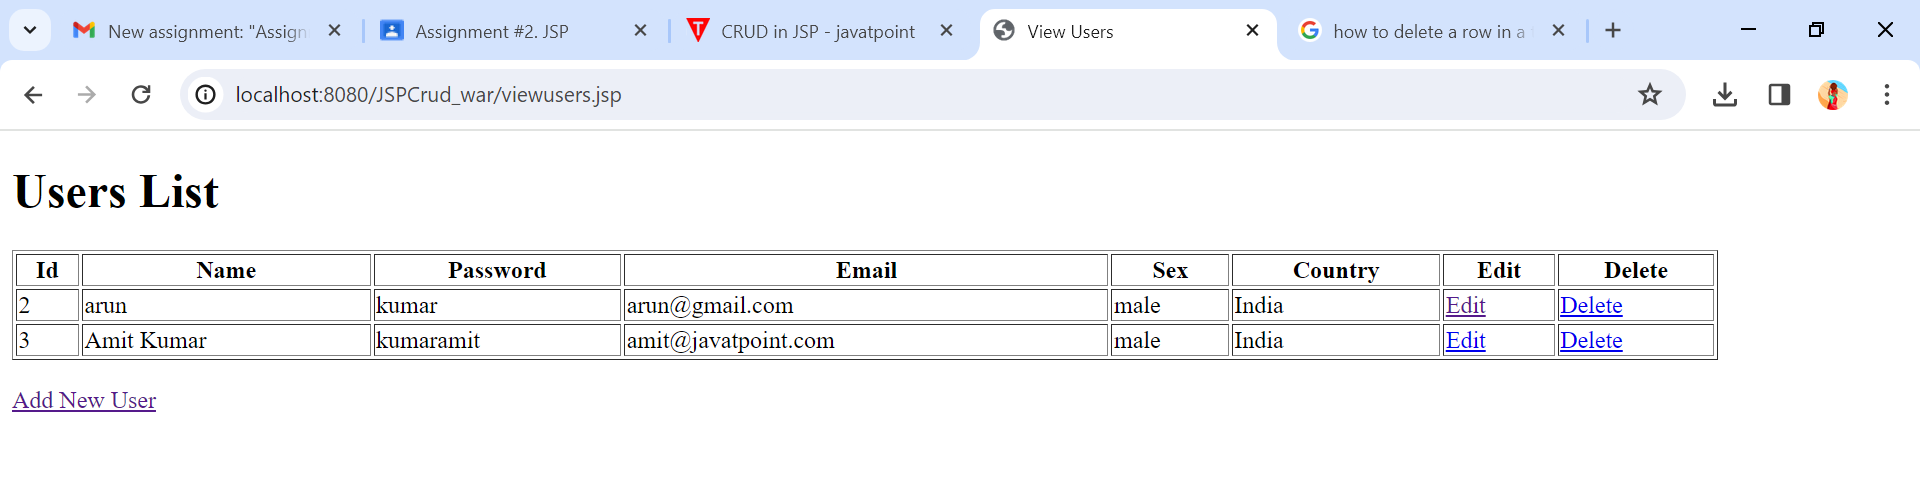 New assignment: "Assign
Assignment #2. JSP
CRUD in JSP - javatpoint
View Users
how to delete a row in a
localhost:8080/JSPCrud_war/viewusers.jsp
Users List
Id Name Password Email Sex Country Edit Delete
2 arun kumar arun@gmail.com male India Edit Delete
3 Amit Kumar kumaramit amit@javatpoint.com male India Edit Delete
Add New User